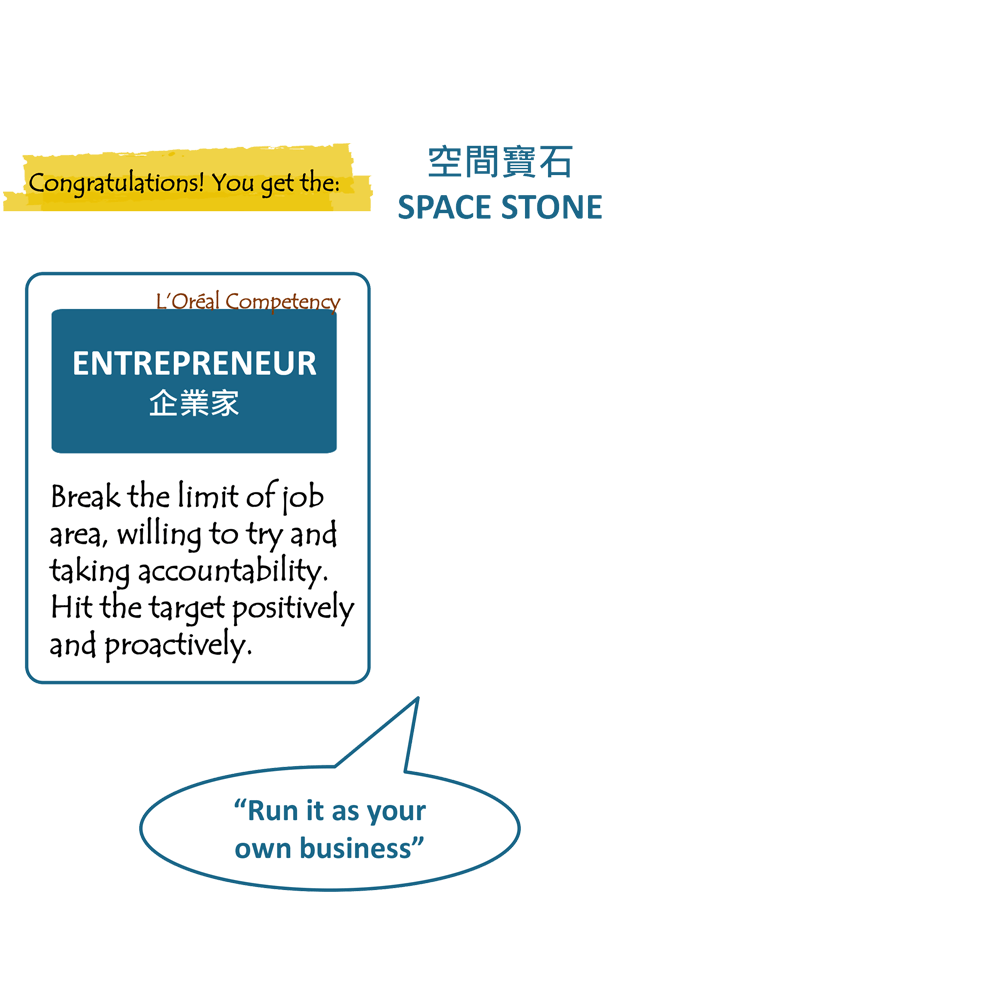 Congratulations! You get the:
空間寶石
SPACE STONE
L'Oréal Competency
ENTREPRENEUR
企業家
Break the limit of job
area, willing to try and
taking accountability.
Hit the target positively
and proactively.
“Run it as your
own business”